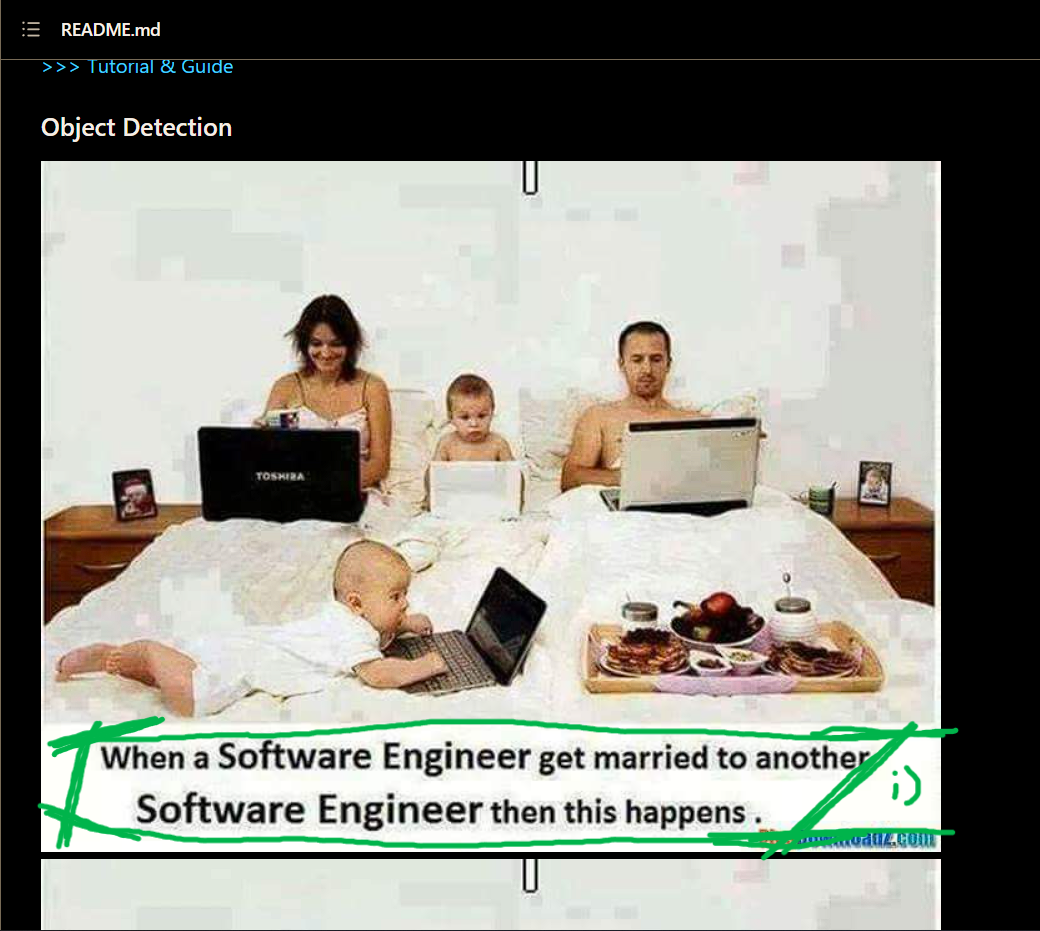 README.md
>>> Tutorial & Guide
Object Detection
TOSHIBA
When a Software Engineer get married to another
Software Engineer then this happens .
;)